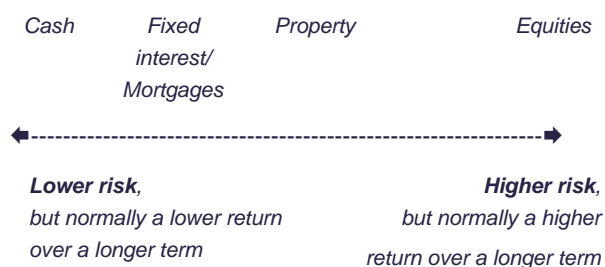 Cash Fixed Property Equities
interest/
Mortgages
Lower risk, Higher risk,
but normally a lower return but normally a higher
over a longer term return over a longer term